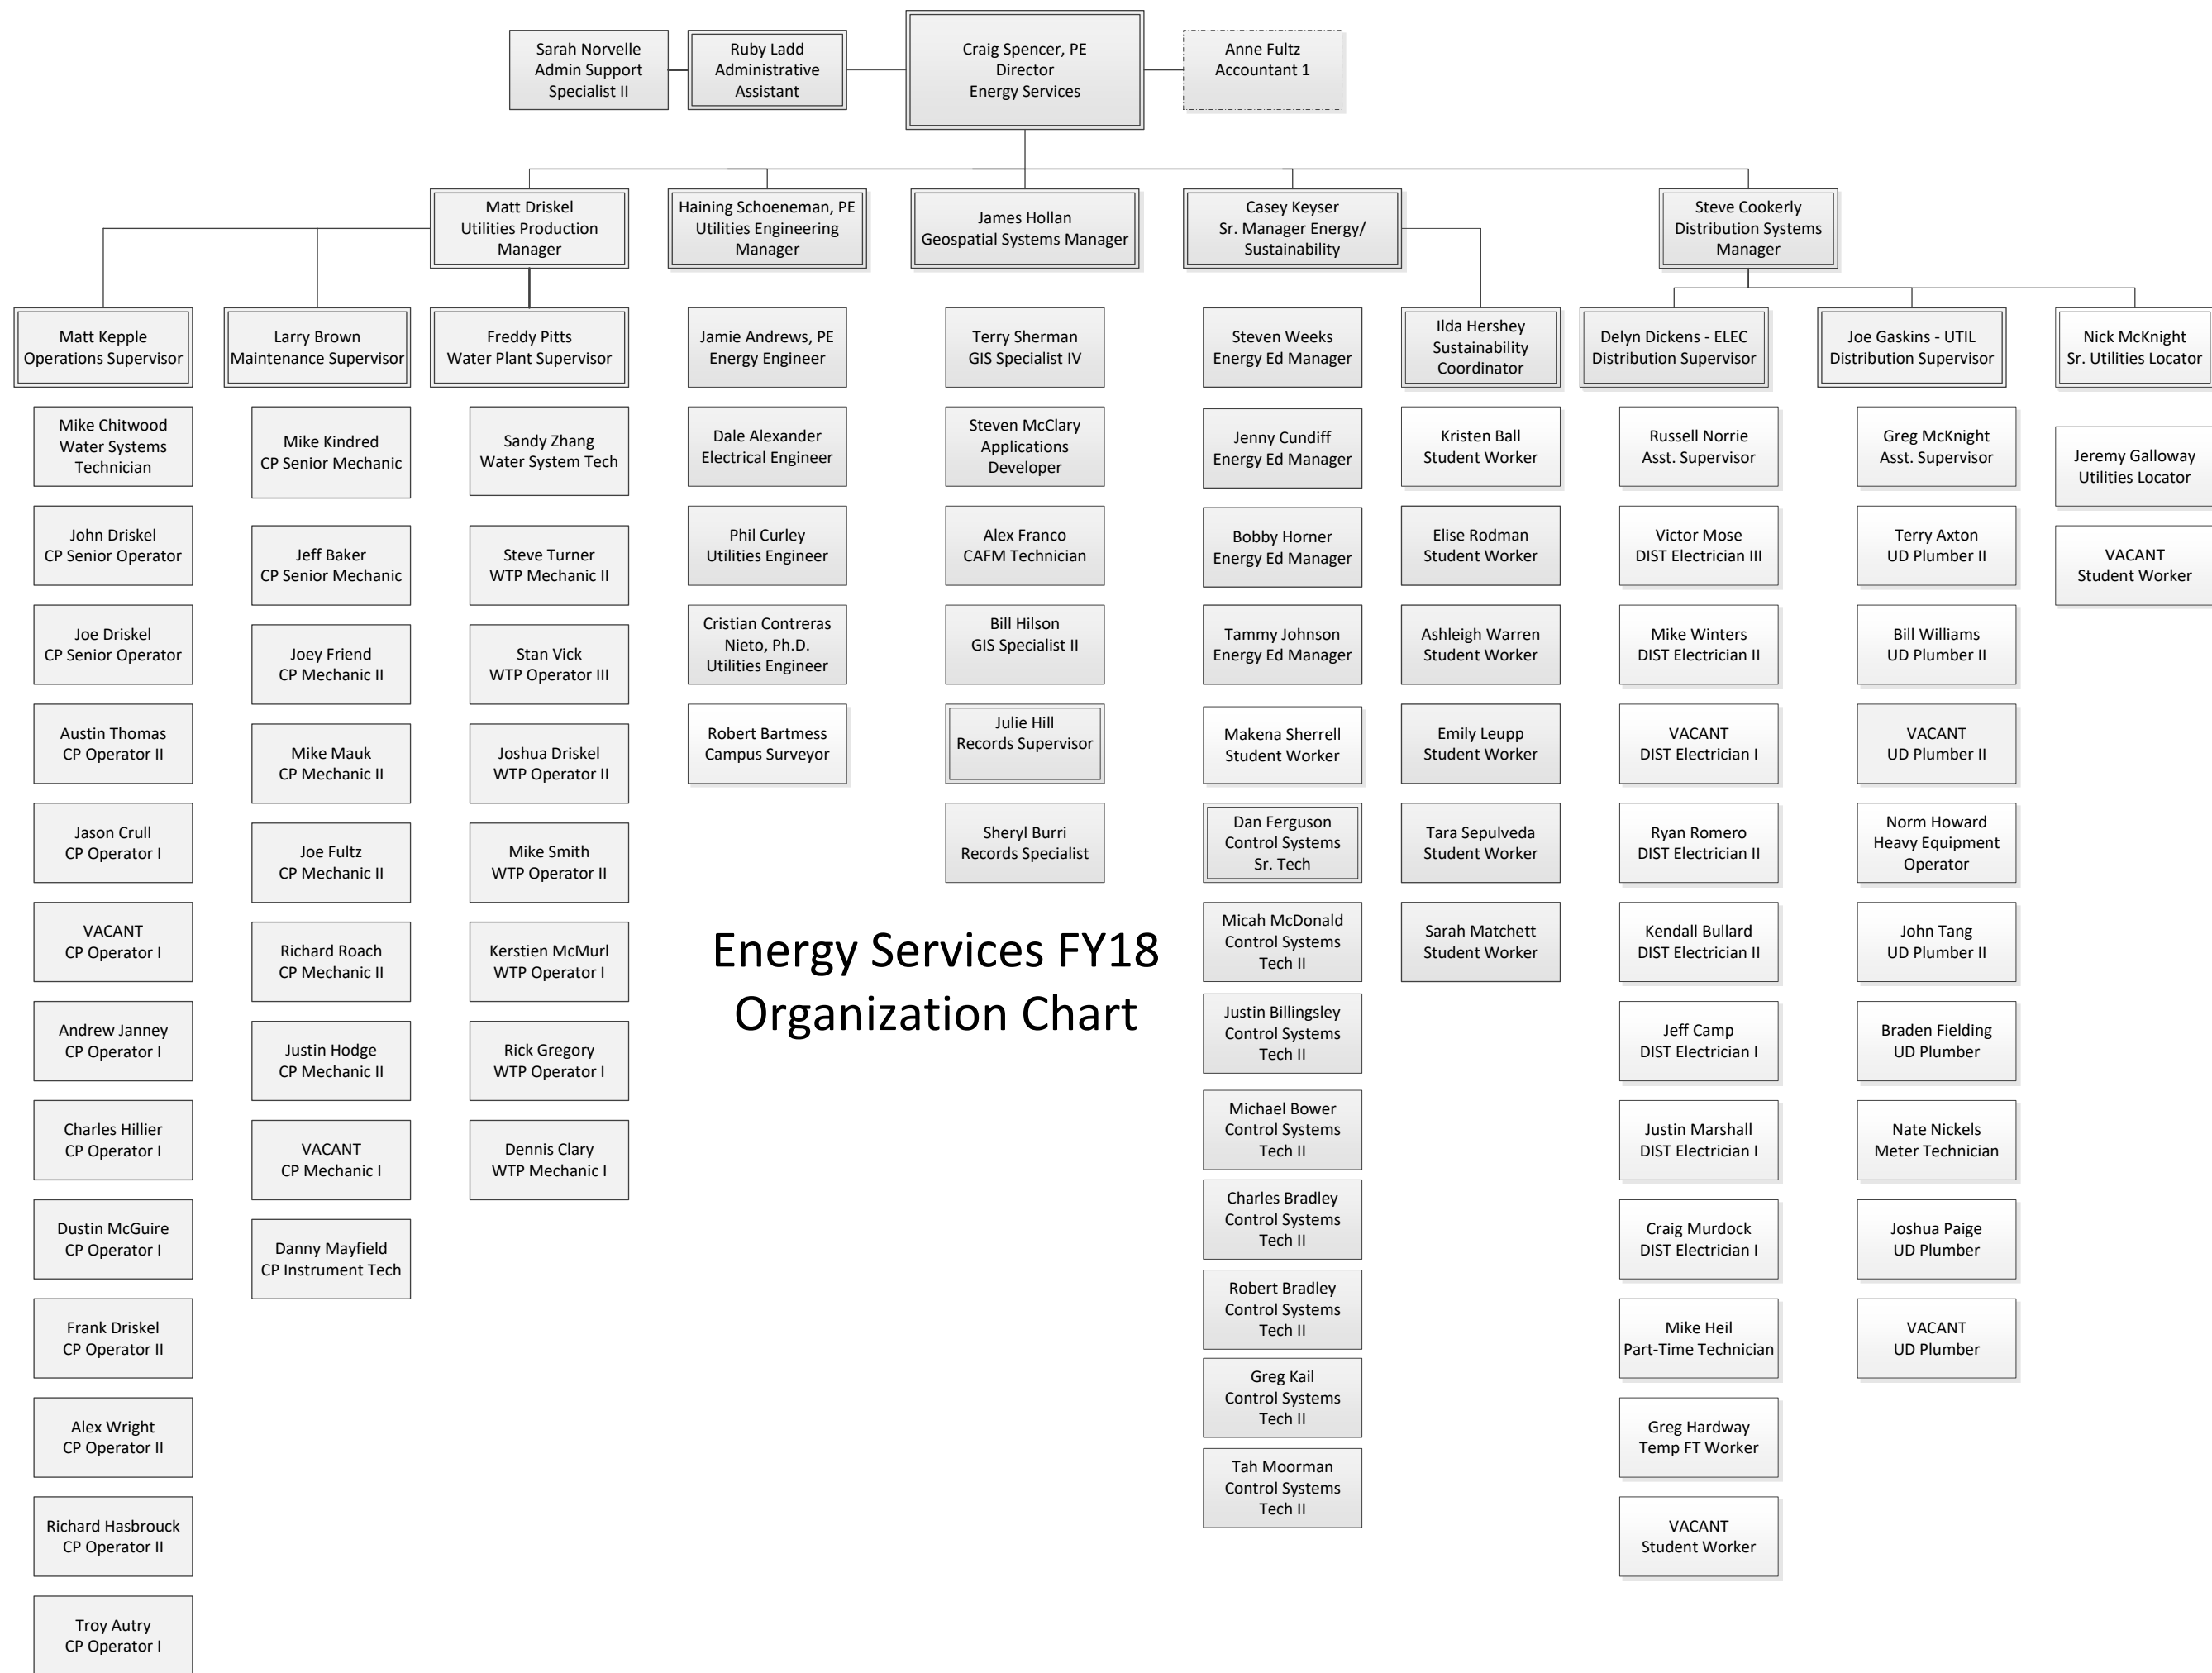 Sarah Norvelle
Admin Support
Specialist II
Ruby Ladd
Administrative
Assistant
Craig Spencer, PE
Director
Energy Services
Anne Fultz
Accountant 1
Matt Driskel
Utilities Production
Manager
Haining Schoeneman, PE
Utilities Engineering
Manager
James Hollan
Geospatial Systems Manager
Casey Keyser
Sr. Manager Energy/
Sustainability
Steve Cookerly
Distribution Systems
Manager
Matt Kepple
Operations Supervisor
Mike Chitwood
Water Systems
Technician
John Driskel
CP Senior Operator
Joe Driskel
CP Senior Operator
Austin Thomas
CP Operator II
Jason Crull
CP Operator I
VACANT
CP Operator I
Andrew Janney
CP Operator I
Charles Hillier
CP Operator I
Dustin McGuire
CP Operator I
Frank Driskel
CP Operator II
Alex Wright
CP Operator II
Richard Hasbrouck
CP Operator II
Troy Autry
CP Operator I
Larry Brown
Maintenance Supervisor
Mike Kindred
CP Senior Mechanic
Jeff Baker
CP Senior Mechanic
Joey Friend
CP Mechanic II
Mike Mauk
CP Mechanic II
Joe Fultz
CP Mechanic II
Richard Roach
CP Mechanic II
Justin Hodge
CP Mechanic II
VACANT
CP Mechanic I
Danny Mayfield
CP Instrument Tech
Freddy Pitts
Water Plant Supervisor
Sandy Zhang
Water System Tech
Steve Turner
WTP Mechanic II
Stan Vick
WTP Operator III
Joshua Driskel
WTP Operator II
Mike Smith
WTP Operator II
Kerstien McMurl
WTP Operator I
Rick Gregory
WTP Operator I
Dennis Clary
WTP Mechanic I
Jamie Andrews, PE
Energy Engineer
Dale Alexander
Electrical Engineer
Phil Curley
Utilities Engineer
Cristian Contreras
Nieto, Ph.D.
Utilities Engineer
Robert Bartmess
Campus Surveyor
Terry Sherman
GIS Specialist IV
Steven McClary
Applications
Developer
Alex Franco
CAFM Technician
Bill Hilson
GIS Specialist II
Julie Hill
Records Supervisor
Sheryl Burri
Records Specialist
Energy Services FY18
Organization Chart
Steven Weeks
Energy Ed Manager
Jenny Cundiff
Energy Ed Manager
Bobby Horner
Energy Ed Manager
Tammy Johnson
Energy Ed Manager
Makena Sherrell
Student Worker
Dan Ferguson
Control Systems
Sr. Tech
Micah McDonald
Control Systems
Tech II
Justin Billingsley
Control Systems
Tech II
Michael Bower
Control Systems
Tech II
Charles Bradley
Control Systems
Tech II
Robert Bradley
Control Systems
Tech II
Greg Kail
Control Systems
Tech II
Tah Moorman
Control Systems
Tech II
Ilda Hershey
Sustainability
Coordinator
Kristen Ball
Student Worker
Elise Rodman
Student Worker
Ashleigh Warren
Student Worker
Emily Leupp
Student Worker
Tara Sepulveda
Student Worker
Sarah Matchett
Student Worker
Delyn Dickens - ELEC
Distribution Supervisor
Russell Norrie
Asst. Supervisor
Victor Mose
DIST Electrician III
Mike Winters
DIST Electrician II
VACANT
DIST Electrician I
Ryan Romero
DIST Electrician II
Kendall Bullard
DIST Electrician II
Jeff Camp
DIST Electrician I
Justin Marshall
DIST Electrician I
Craig Murdock
DIST Electrician I
Mike Heil
Part-Time Technician
Greg Hardway
Temp FT Worker
VACANT
Student Worker
Joe Gaskins - UTIL
Distribution Supervisor
Greg McKnight
Asst. Supervisor
Terry Axton
UD Plumber II
Bill Williams
UD Plumber II
VACANT
UD Plumber II
Norm Howard
Heavy Equipment
Operator
John Tang
UD Plumber II
Braden Fielding
UD Plumber
Nate Nickels
Meter Technician
Joshua Paige
UD Plumber
VACANT
UD Plumber
Nick McKnight
Sr. Utilities Locator
Jeremy Galloway
Utilities Locator
VACANT
Student Worker